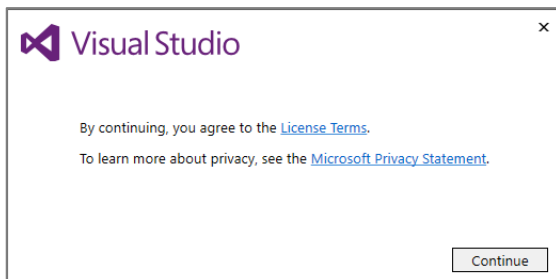 Visual Studio
By continuing, you agree to the License Terms.
To learn more about privacy, see the Microsoft Privacy Statement.
Continue